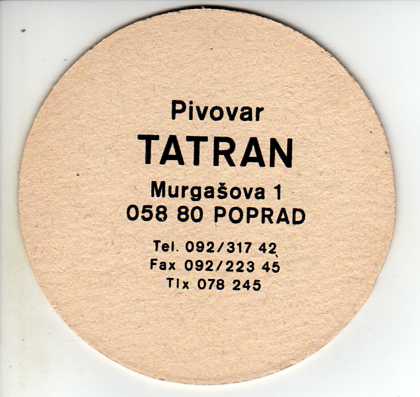 Pivovar
TATRAN
Murgašova 1
058 80 POPRAD
Tel. 092/317 42
Fax 092/223 45
Tlx 078 245